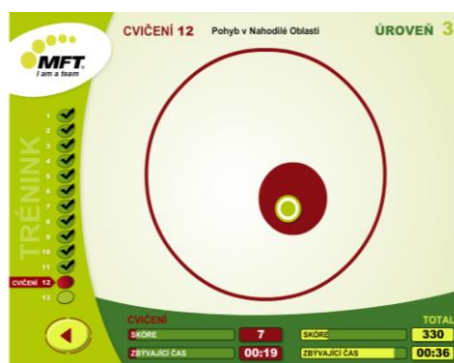 CVIČENÍ 12 Pohyb v Nahodilé Oblasti ÚROVEŇ 3
MFT
I am a team
TRÉNINK
1
2
3
4
5
6
7
8
9
10
11
CVIČENÍ 12
13
CVIČENÍ TOTAL
SKÓRE 7 SKÓRE 330
ZBÝVAJÍCÍ ČAS 00:19 ZBÝVAJÍCÍ ČAS 00:36